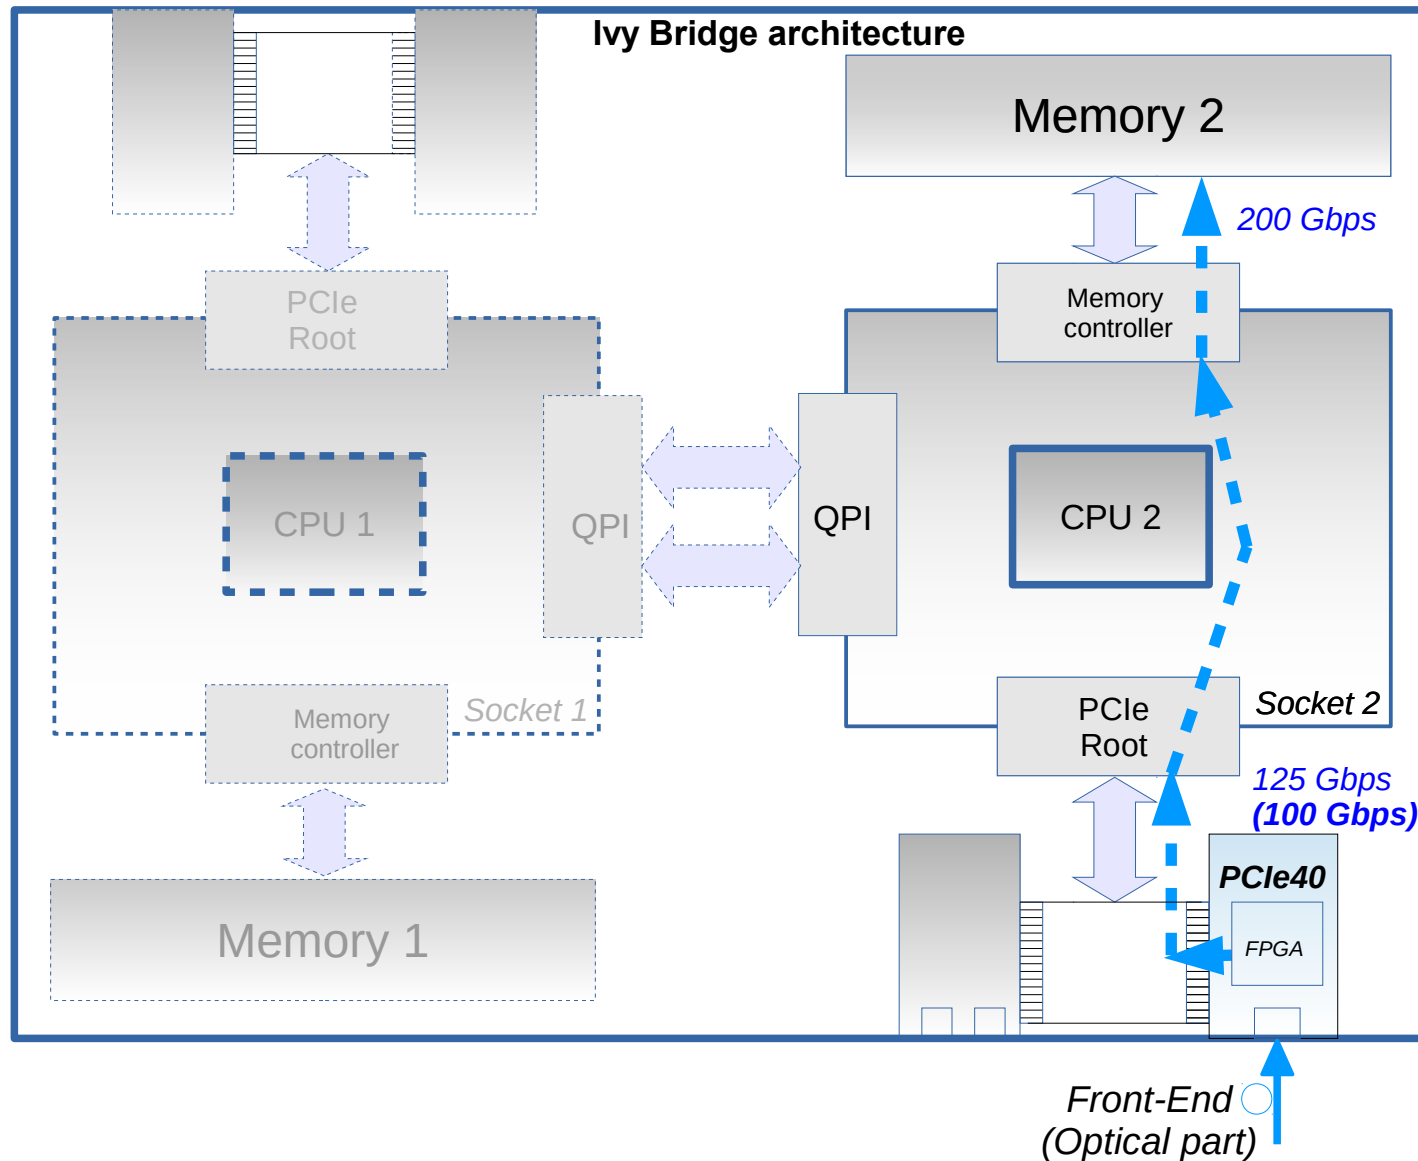 Ivy Bridge architecture
Memory 2
200 Gbps
PCIe
Root
Memory
controller
CPU 1
QPI
QPI
CPU 2
Memory
controller
Socket 1
PCIe
Root
Socket 2
125 Gbps
(100 Gbps)
Memory 1
PCIe40
FPGA
Front-End
(Optical part)